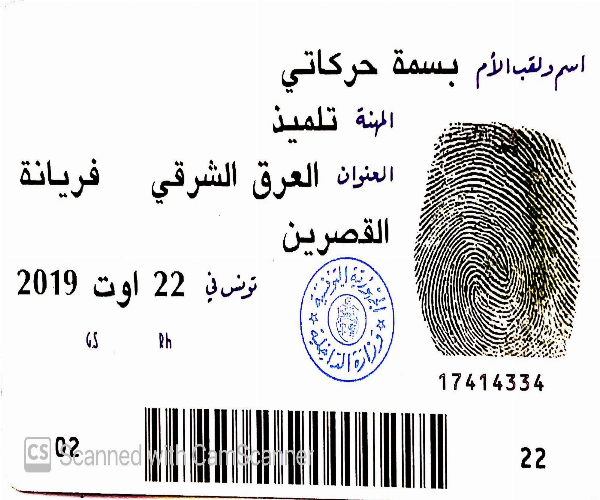 اسم ولقب الأم بسمة حركاتي
المهنة تلميذ
العنوان العرق الشرقي فريانة
القصرين
تونس في 22 اوت 2019
GS Rh
الجمهورية التونسية
وزارة الداخلية
17414334
02 22
CS Scanned with CamScanner